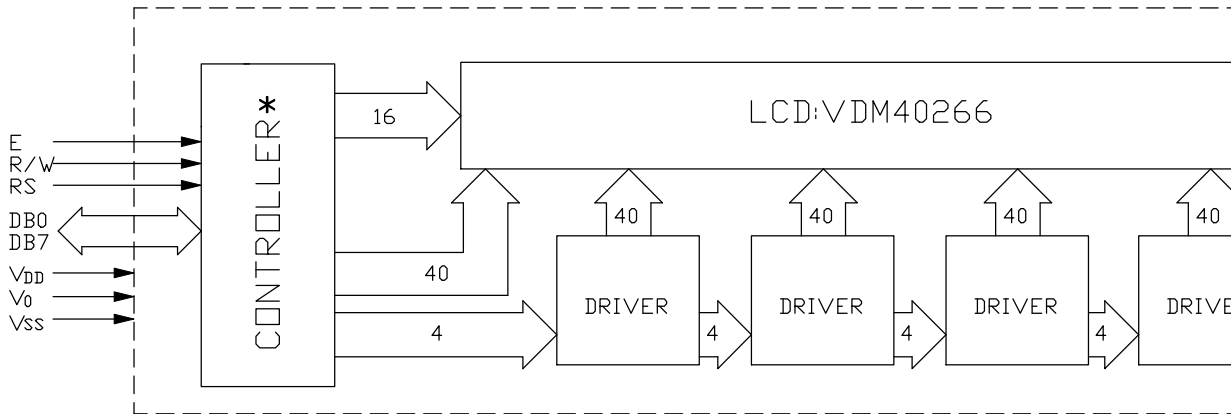 E
R/W
RS
DB0
DB7
VDD
V0
VSS
CONTROLLER*
16
LCD:VDM40266
40
4
40
40
40
40
DRIVER
4
DRIVER
4
DRIVER
4
DRIVE